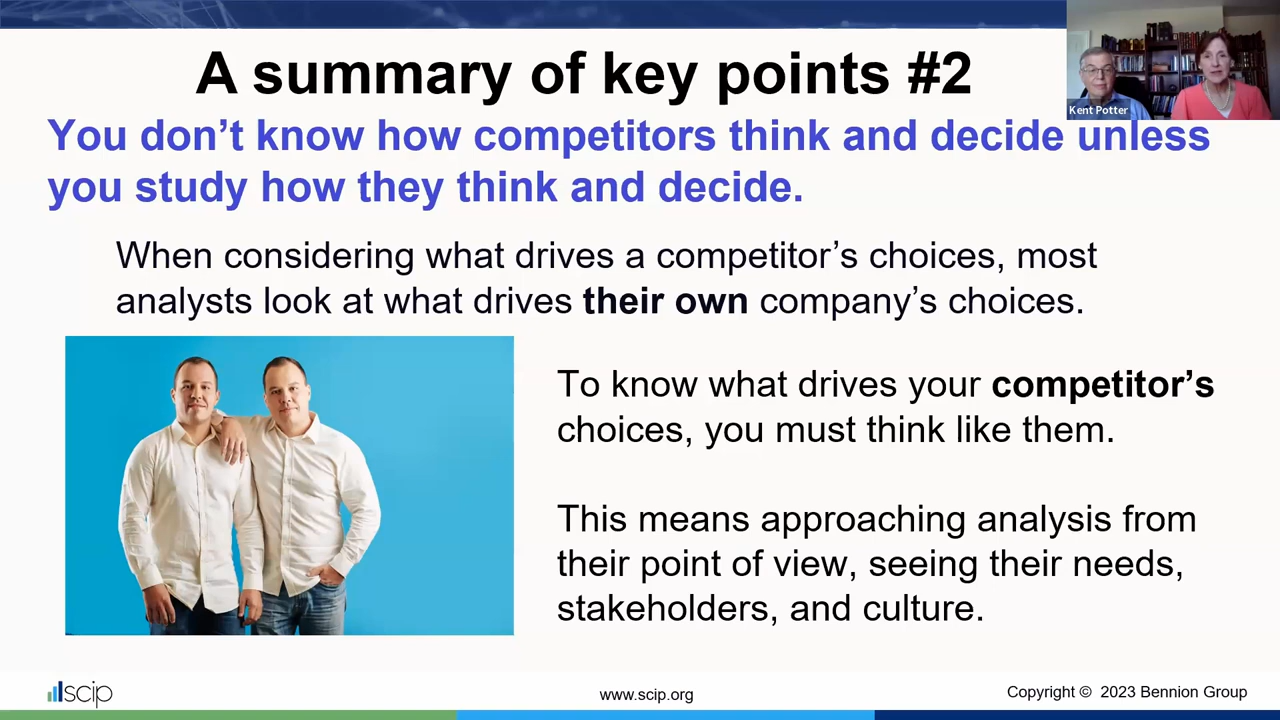 A summary of key points #2
Kent Potter
You don’t know how competitors think and decide unless
you study how they think and decide.
When considering what drives a competitor’s choices, most
analysts look at what drives their own company’s choices.
To know what drives your competitor’s
choices, you must think like them.
This means approaching analysis from
their point of view, seeing their needs,
stakeholders, and culture.
scip
www.scip.org
Copyright © 2023 Bennion Group